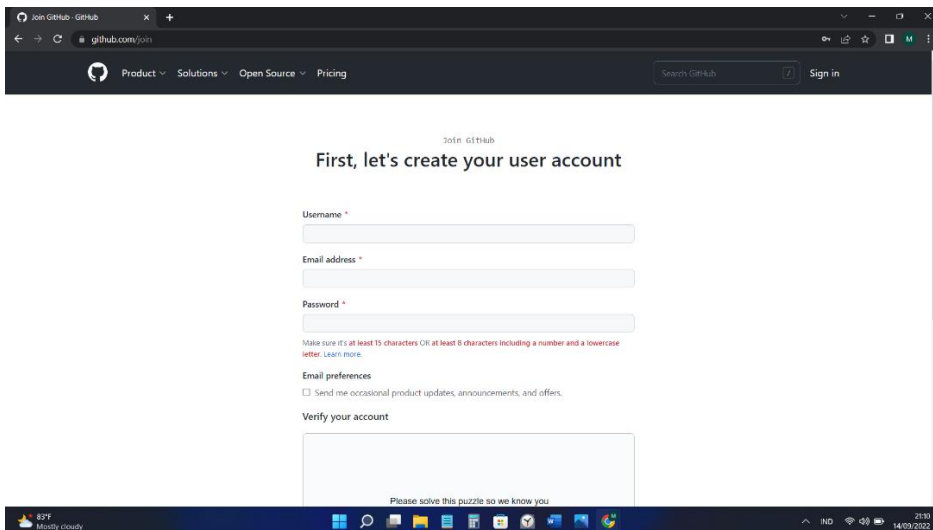 Join GitHub · GitHub
github.com/join
M
Product Solutions Open Source Pricing
Search GitHub /
Sign in
Join GitHub
First, let's create your user account
Username *
Email address *
Password *
Make sure it's at least 15 characters OR at least 8 characters including a number and a lowercase
letter. Learn more.
Email preferences
Send me occasional product updates, announcements, and offers.
Verify your account
Please solve this puzzle so we know you
83°F
Mostly cloudy
IND
21:10
14/09/2022